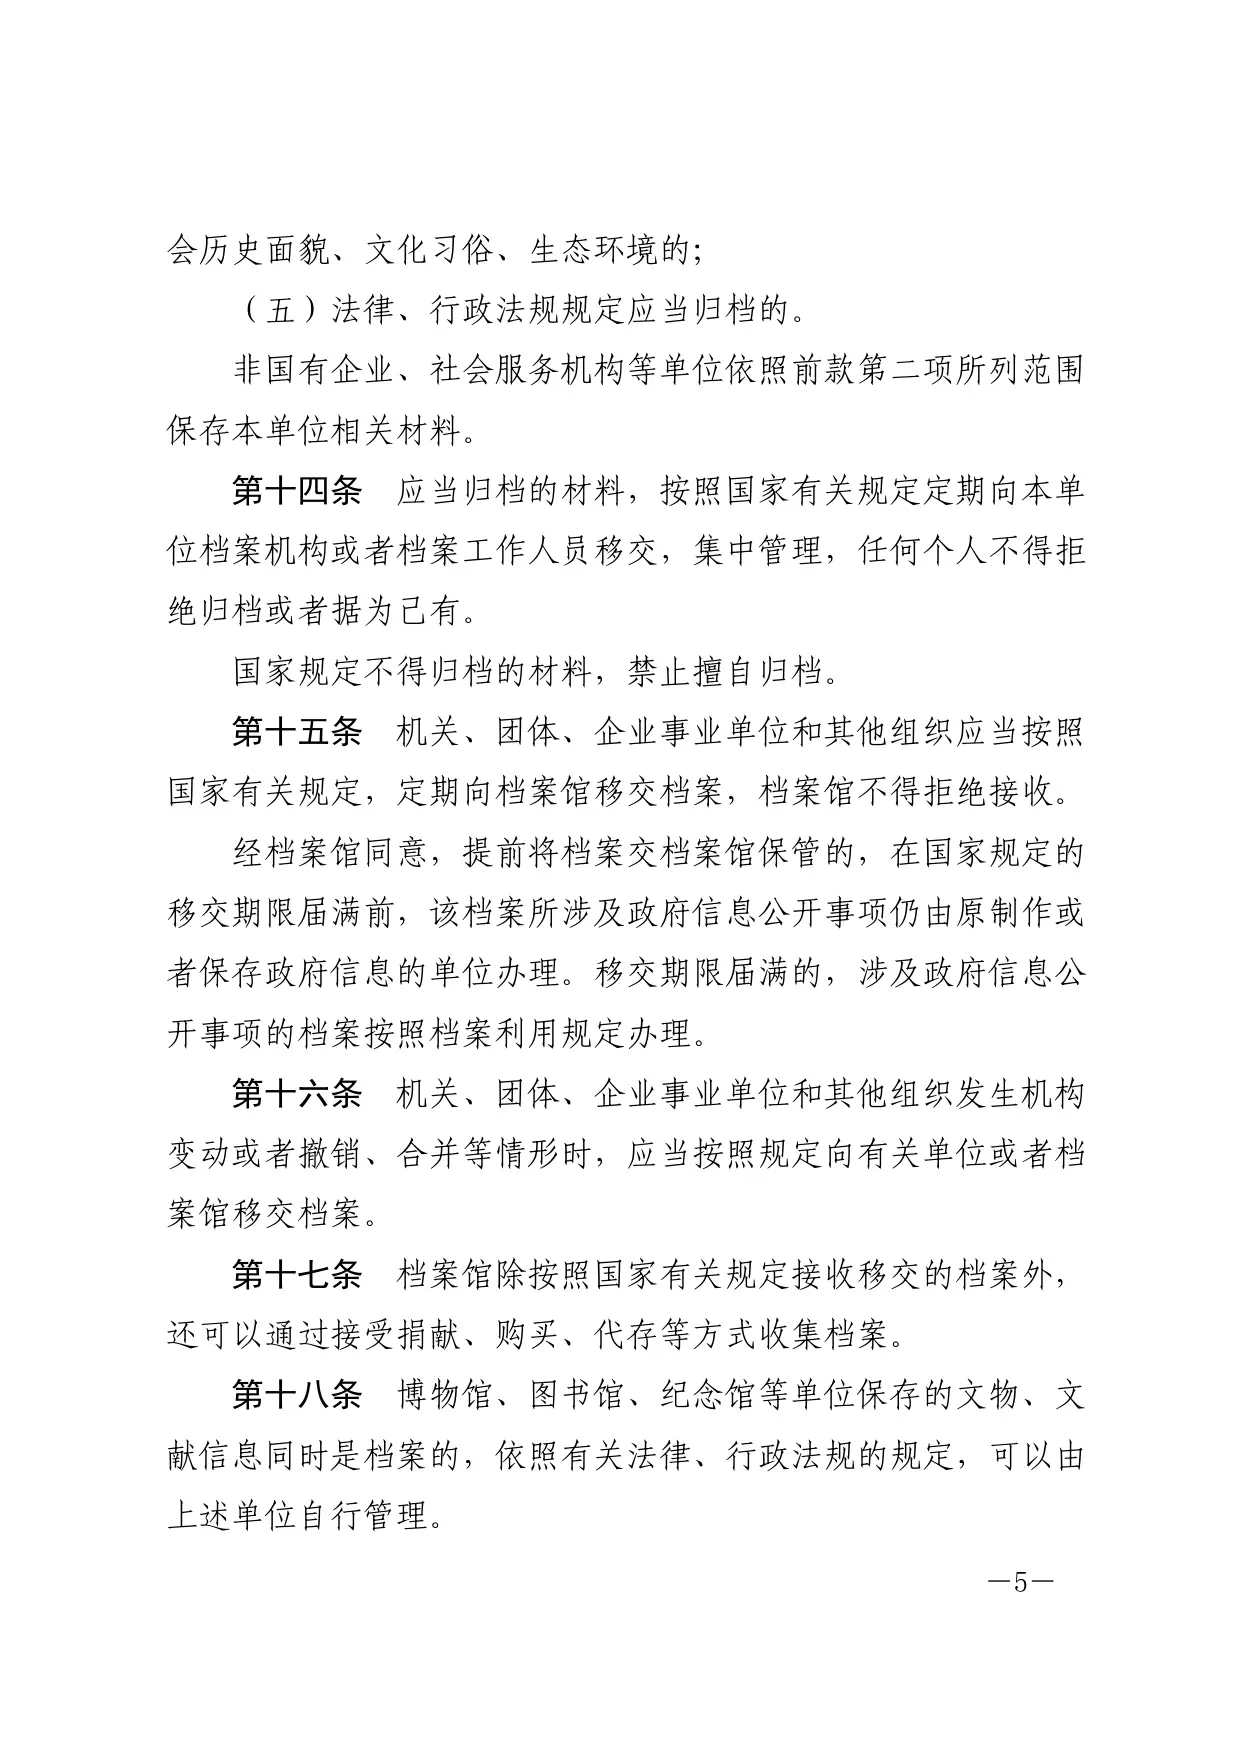 会历史面貌、文化习俗、生态环境的；
（五）法律、行政法规规定应当归档的。
非国有企业、社会服务机构等单位依照前款第二项所列范围
保存本单位相关材料。
第十四条　应当归档的材料，按照国家有关规定定期向本单
位档案机构或者档案工作人员移交，集中管理，任何个人不得拒
绝归档或者据为己有。
国家规定不得归档的材料，禁止擅自归档。
第十五条　机关、团体、企业事业单位和其他组织应当按照
国家有关规定，定期向档案馆移交档案，档案馆不得拒绝接收。
经档案馆同意，提前将档案交档案馆保管的，在国家规定的
移交期限届满前，该档案所涉及政府信息公开事项仍由原制作或
者保存政府信息的单位办理。移交期限届满的，涉及政府信息公
开事项的档案按照档案利用规定办理。
第十六条　机关、团体、企业事业单位和其他组织发生机构
变动或者撤销、合并等情形时，应当按照规定向有关单位或者档
案馆移交档案。
第十七条　档案馆除按照国家有关规定接收移交的档案外，
还可以通过接受捐献、购买、代存等方式收集档案。
第十八条　博物馆、图书馆、纪念馆等单位保存的文物、文
献信息同时是档案的，依照有关法律、行政法规的规定，可以由
上述单位自行管理。
—5—